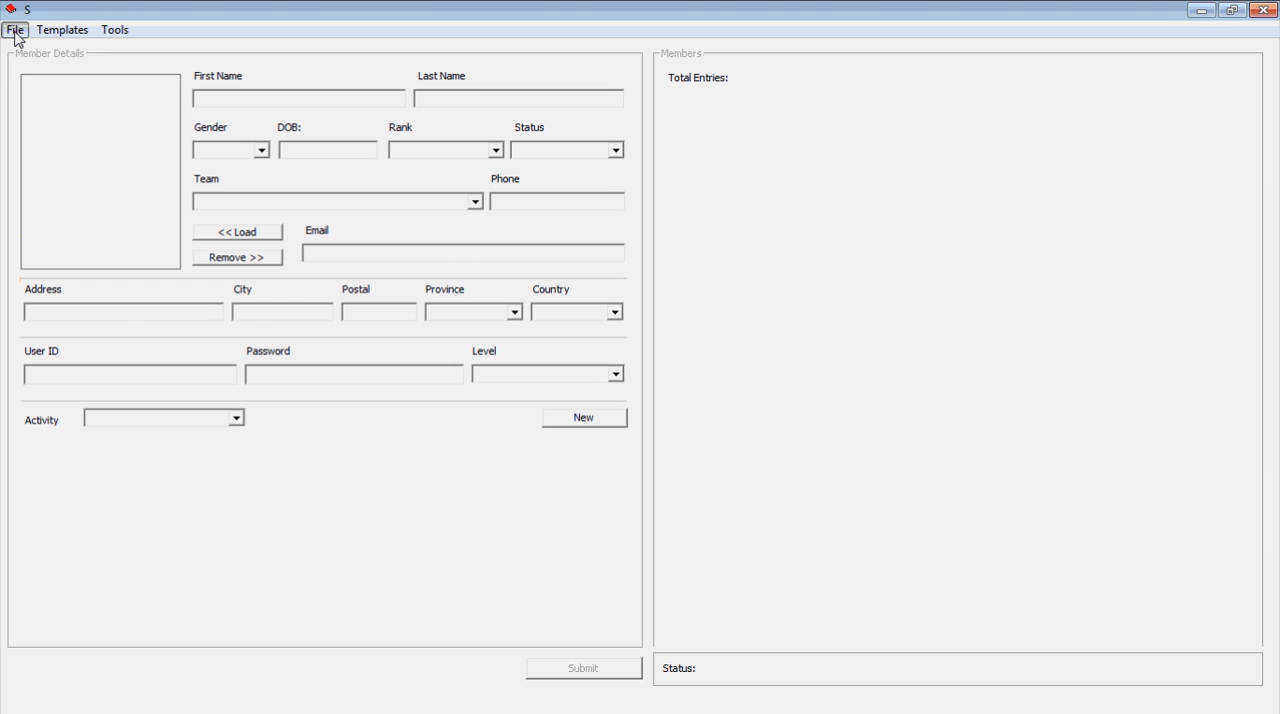 S
File Templates Tools
Member Details
Members
First Name Last Name
Total Entries:
Gender DOB: Rank Status
Team Phone
<< Load
Email
Remove >>
Address City Postal Province Country
User ID Password Level
Activity
New
Submit
Status: